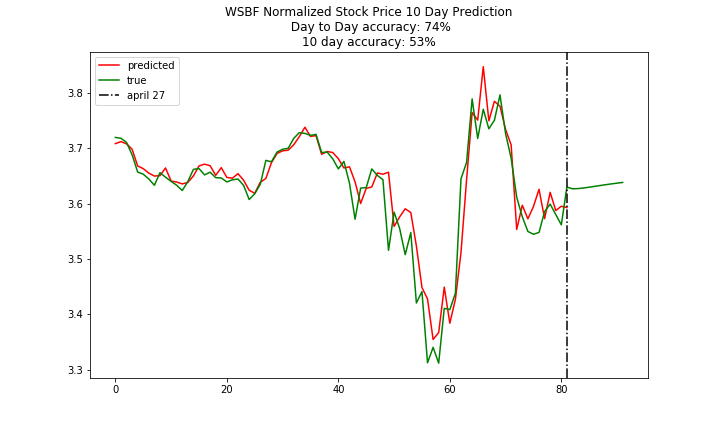 WSBF Normalized Stock Price 10 Day Prediction
Day to Day accuracy: 74%
10 day accuracy: 53%
predicted
true
april 27
3.8
3.7
3.6
3.5
3.4
3.3
0 20 40 60 80